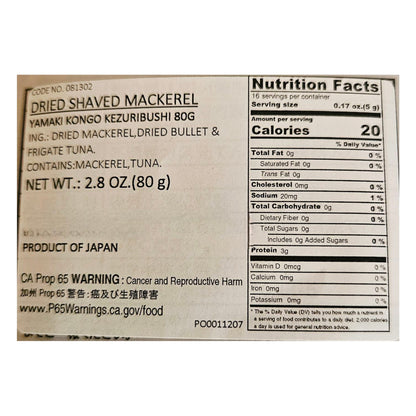 CODE NO. 081302
DRIED SHAVED MACKEREL
YAMAKI KONGO KEZURIBUSHI 80G
ING.: DRIED MACKEREL,DRIED BULLET &
FRIGATE TUNA.
CONTAINS:MACKEREL,TUNA.
NET WT.: 2.8 OZ.(80 g)
PRODUCT OF JAPAN
CA Prop 65 WARNING: Cancer and Reproductive Harm
加州 Prop 65 警告:癌及び生殖障害
www.P65Warnings.ca.gov/food
PO0011207
Nutrition Facts
16 servings per container
Serving size 0.17 oz.(5 g)
Amount per serving
Calories 20
% Daily Value*
Total Fat 0g 0 %
Saturated Fat 0g 0 %
Trans Fat 0g
Cholesterol 0mg 0 %
Sodium 20mg 1 %
Total Carbohydrate 0g 0 %
Dietary Fiber 0g 0 %
Total Sugars 0g
Includes 0g Added Sugars 0 %
Protein 3g
Vitamin D 0mcg 0 %
Calcium 0mg 0 %
Iron 0mg 0 %
Potassium 0mg 0 %
* The % Daily Value (DV) tells you how much a nutrient in
a serving of food contributes to a daily diet. 2,000 calories
a day is used for general nutrition advice.